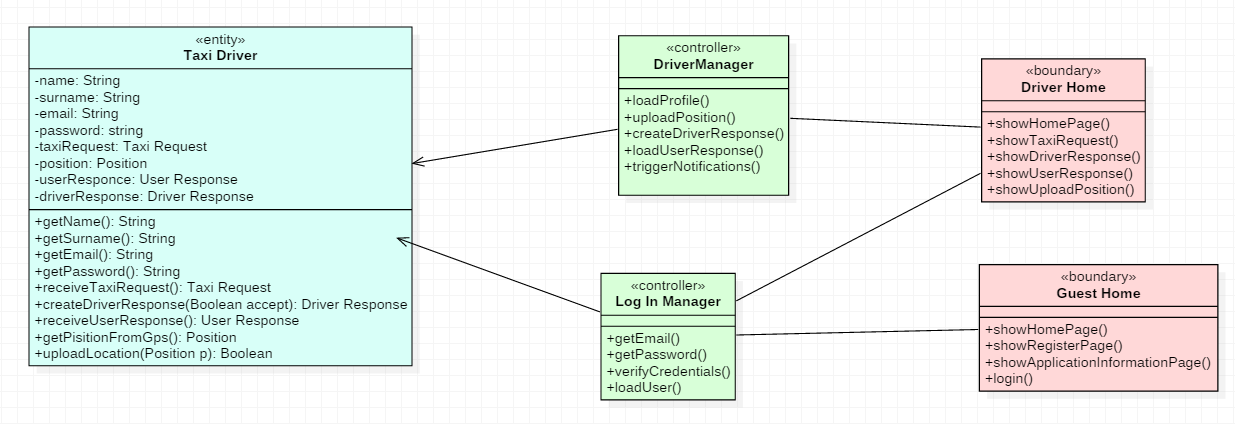 «entity»
Taxi Driver
-name: String
-surname: String
-email: String
-password: string
-taxiRequest: Taxi Request
-position: Position
-userResponce: User Response
-driverResponse: Driver Response
+getName(): String
+getSurname(): String
+getEmail(): String
+getPassword(): String
+receiveTaxiRequest(): Taxi Request
+createDriverResponse(Boolean accept): Driver Response
+receiveUserResponse(): User Response
+getPisitionFromGps(): Position
+uploadLocation(Position p): Boolean
«controller»
DriverManager
+loadProfile()
+uploadPosition()
+createDriverResponse()
+loadUserResponse()
+triggerNotifications()
«boundary»
Driver Home
+showHomePage()
+showTaxiRequest()
+showDriverResponse()
+showUserResponse()
+showUploadPosition()
«controller»
Log In Manager
+getEmail()
+getPassword()
+verifyCredentials()
+loadUser()
«boundary»
Guest Home
+showHomePage()
+showRegisterPage()
+showApplicationInformationPage()
+login()